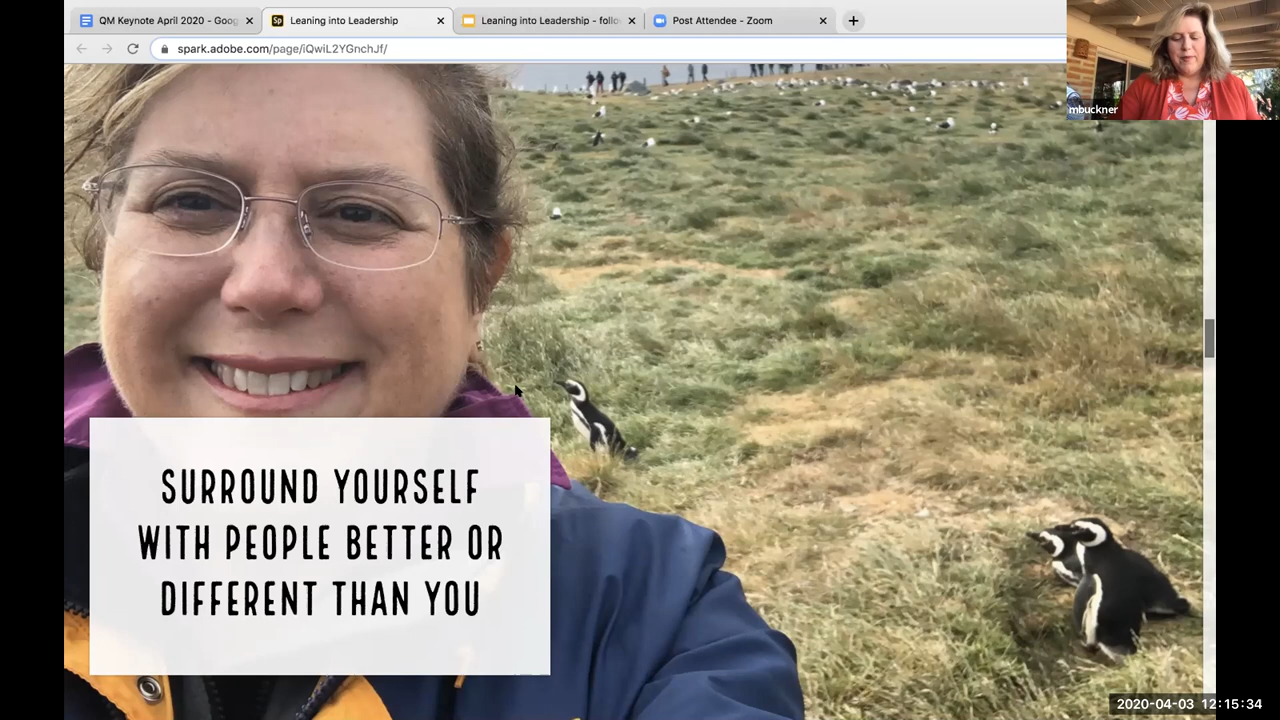 QM Keynote April 2020 - Goog
Leaning into Leadership
Leaning into Leadership - follo
Post Attendee - Zoom
spark.adobe.com/page/iQwiL2YGnchJf/
mbuckner
SURROUND YOURSELF
WITH PEOPLE BETTER OR
DIFFERENT THAN YOU
2020-04-03 12:15:34